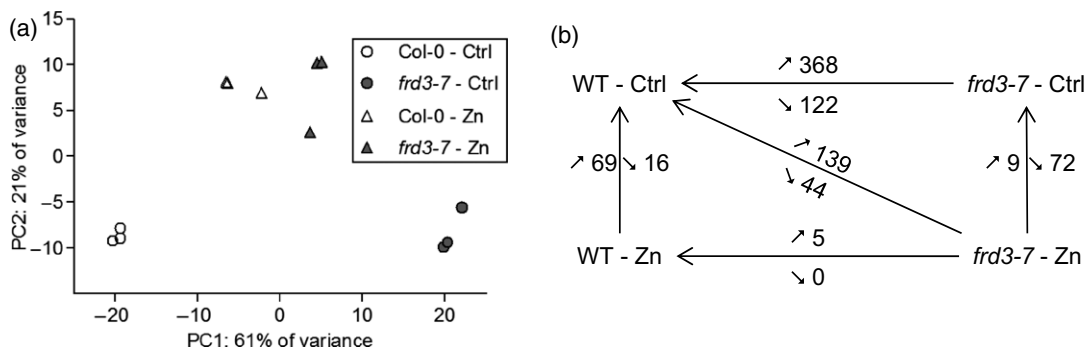 (a)
15
10
5
0
−5
−10
PC2: 21% of variance
−20
−10
0
10
20
PC1: 61% of variance
Col-0 - Ctrl
frd3-7 - Ctrl
Col-0 - Zn
frd3-7 - Zn
(b)
WT - Ctrl
↗ 368
↘ 122
frd3-7 - Ctrl
↗ 69 ↘ 16
↗ 139
↘ 44
↗ 9 ↘ 72
WT - Zn
↗ 5
↘ 0
frd3-7 - Zn